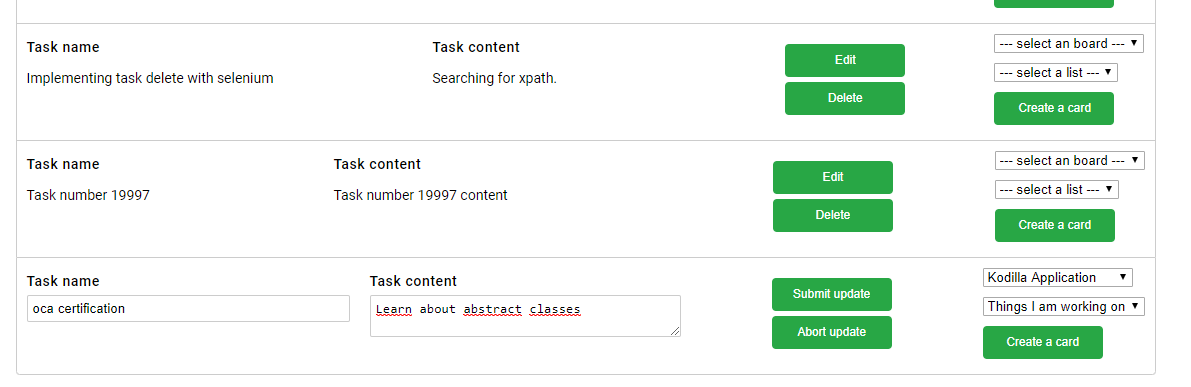 Task name
Task content
Edit
--- select an board ---
Implementing task delete with selenium
Searching for xpath.
--- select a list ---
Delete
Create a card
Task name
Task content
Edit
--- select an board ---
Task number 19997
Task number 19997 content
--- select a list ---
Delete
Create a card
Task name
Task content
Submit update
Kodilla Application
oca certification
Learn about abstract classes
Things I am working on
Abort update
Create a card